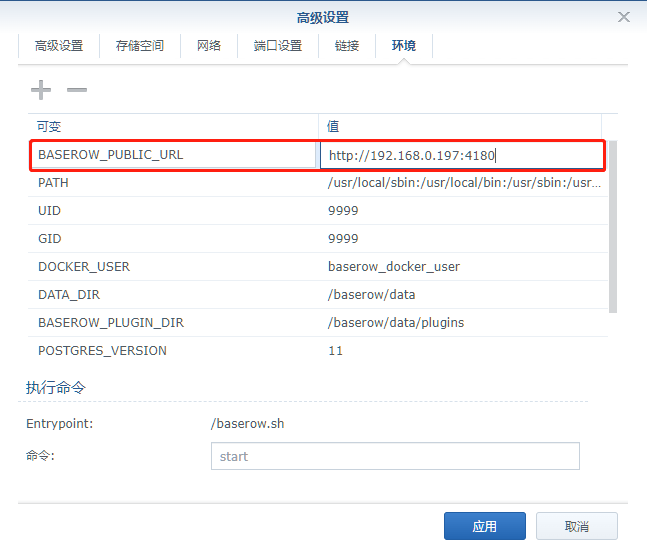 高级设置
高级设置 存储空间 网络 端口设置 链接 环境
可变 值
BASEROW_PUBLIC_URL http://192.168.0.197:4180
PATH /usr/local/sbin:/usr/local/bin:/usr/sbin:/usr...
UID 9999
GID 9999
DOCKER_USER baserow_docker_user
DATA_DIR /baserow/data
BASEROW_PLUGIN_DIR /baserow/data/plugins
POSTGRES_VERSION 11
执行命令
Entrypoint: /baserow.sh
命令: start
应用 取消